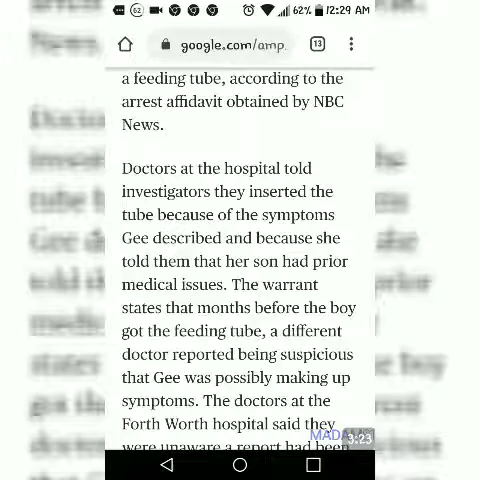 62 62% 12:29 AM
google.com/amp. 13
a feeding tube, according to the
arrest affidavit obtained by NBC
News.
Doctors at the hospital told
investigators they inserted the
tube because of the symptoms
Gee described and because she
told them that her son had prior
medical issues. The warrant
states that months before the boy
got the feeding tube, a different
doctor reported being suspicious
that Gee was possibly making up
symptoms. The doctors at the
Forth Worth hospital said they
were unaware a report had been
3:23